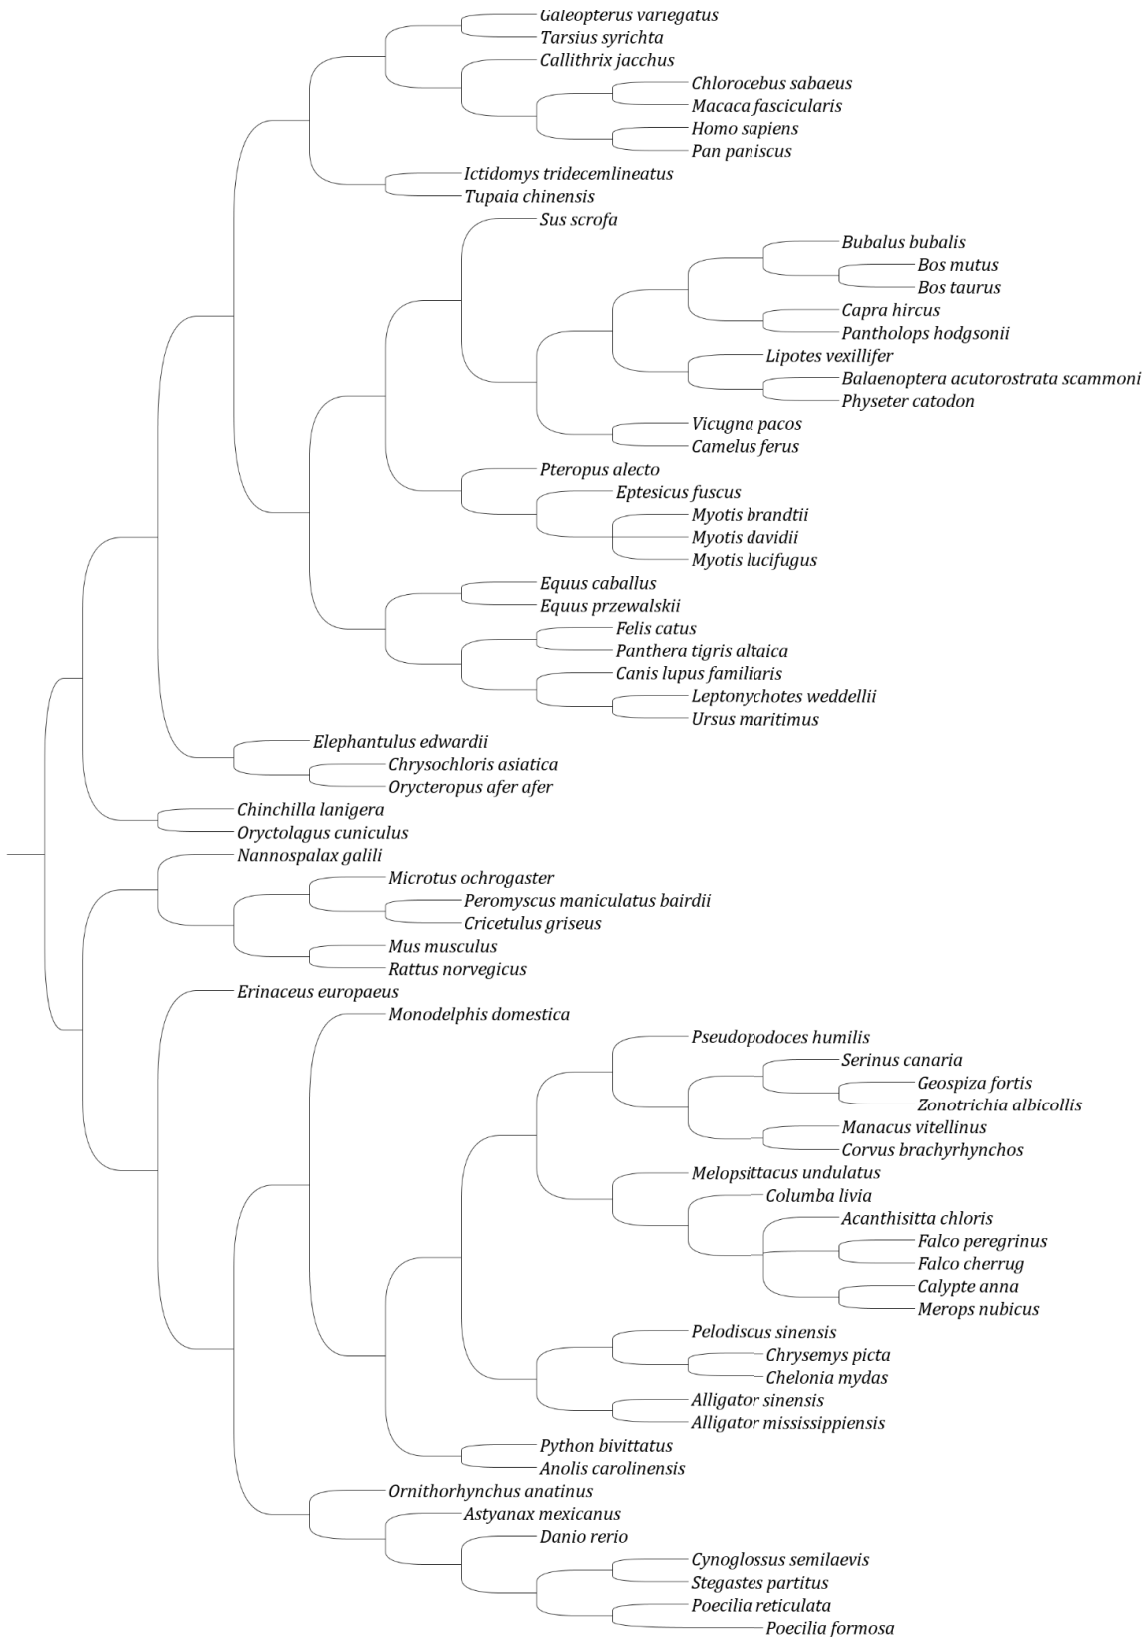 Galeopterus variegatus
Tarsius syrichta
Callithrix jacchus
Chlorocebus sabaeus
Macaca fascicularis
Homo sapiens
Pan paniscus
Ictidomys tridecemlineatus
Tupaia chinensis
Sus scrofa
Bubalus bubalis
Bos mutus
Bos taurus
Capra hircus
Pantholops hodgsonii
Lipotes vexillifer
Balaenoptera acutorostrata scammoni
Physeter catodon
Vicugna pacos
Camelus ferus
Pteropus alecto
Eptesicus fuscus
Myotis brandtii
Myotis davidii
Myotis lucifugus
Equus caballus
Equus przewalskii
Felis catus
Panthera tigris altaica
Canis lupus familiaris
Leptonychotes weddellii
Ursus maritimus
Elephantulus edwardii
Chrysochloris asiatica
Orycteropus afer afer
Chinchilla lanigera
Oryctolagus cuniculus
Nannospalax galili
Microtus ochrogaster
Peromyscus maniculatus bairdii
Cricetulus griseus
Mus musculus
Rattus norvegicus
Erinaceus europaeus
Monodelphis domestica
Pseudopodoces humilis
Serinus canaria
Geospiza fortis
Zonotrichia albicollis
Manacus vitellinus
Corvus brachyrhynchos
Melopsittacus undulatus
Columba livia
Acanthisitta chloris
Falco peregrinus
Falco cherrug
Calypte anna
Merops nubicus
Pelodiscus sinensis
Chrysemys picta
Chelonia mydas
Alligator sinensis
Alligator mississippiensis
Python bivittatus
Anolis carolinensis
Ornithorhynchus anatinus
Astyanax mexicanus
Danio rerio
Cynoglossus semilaevis
Stegastes partitus
Poecilia reticulata
Poecilia formosa